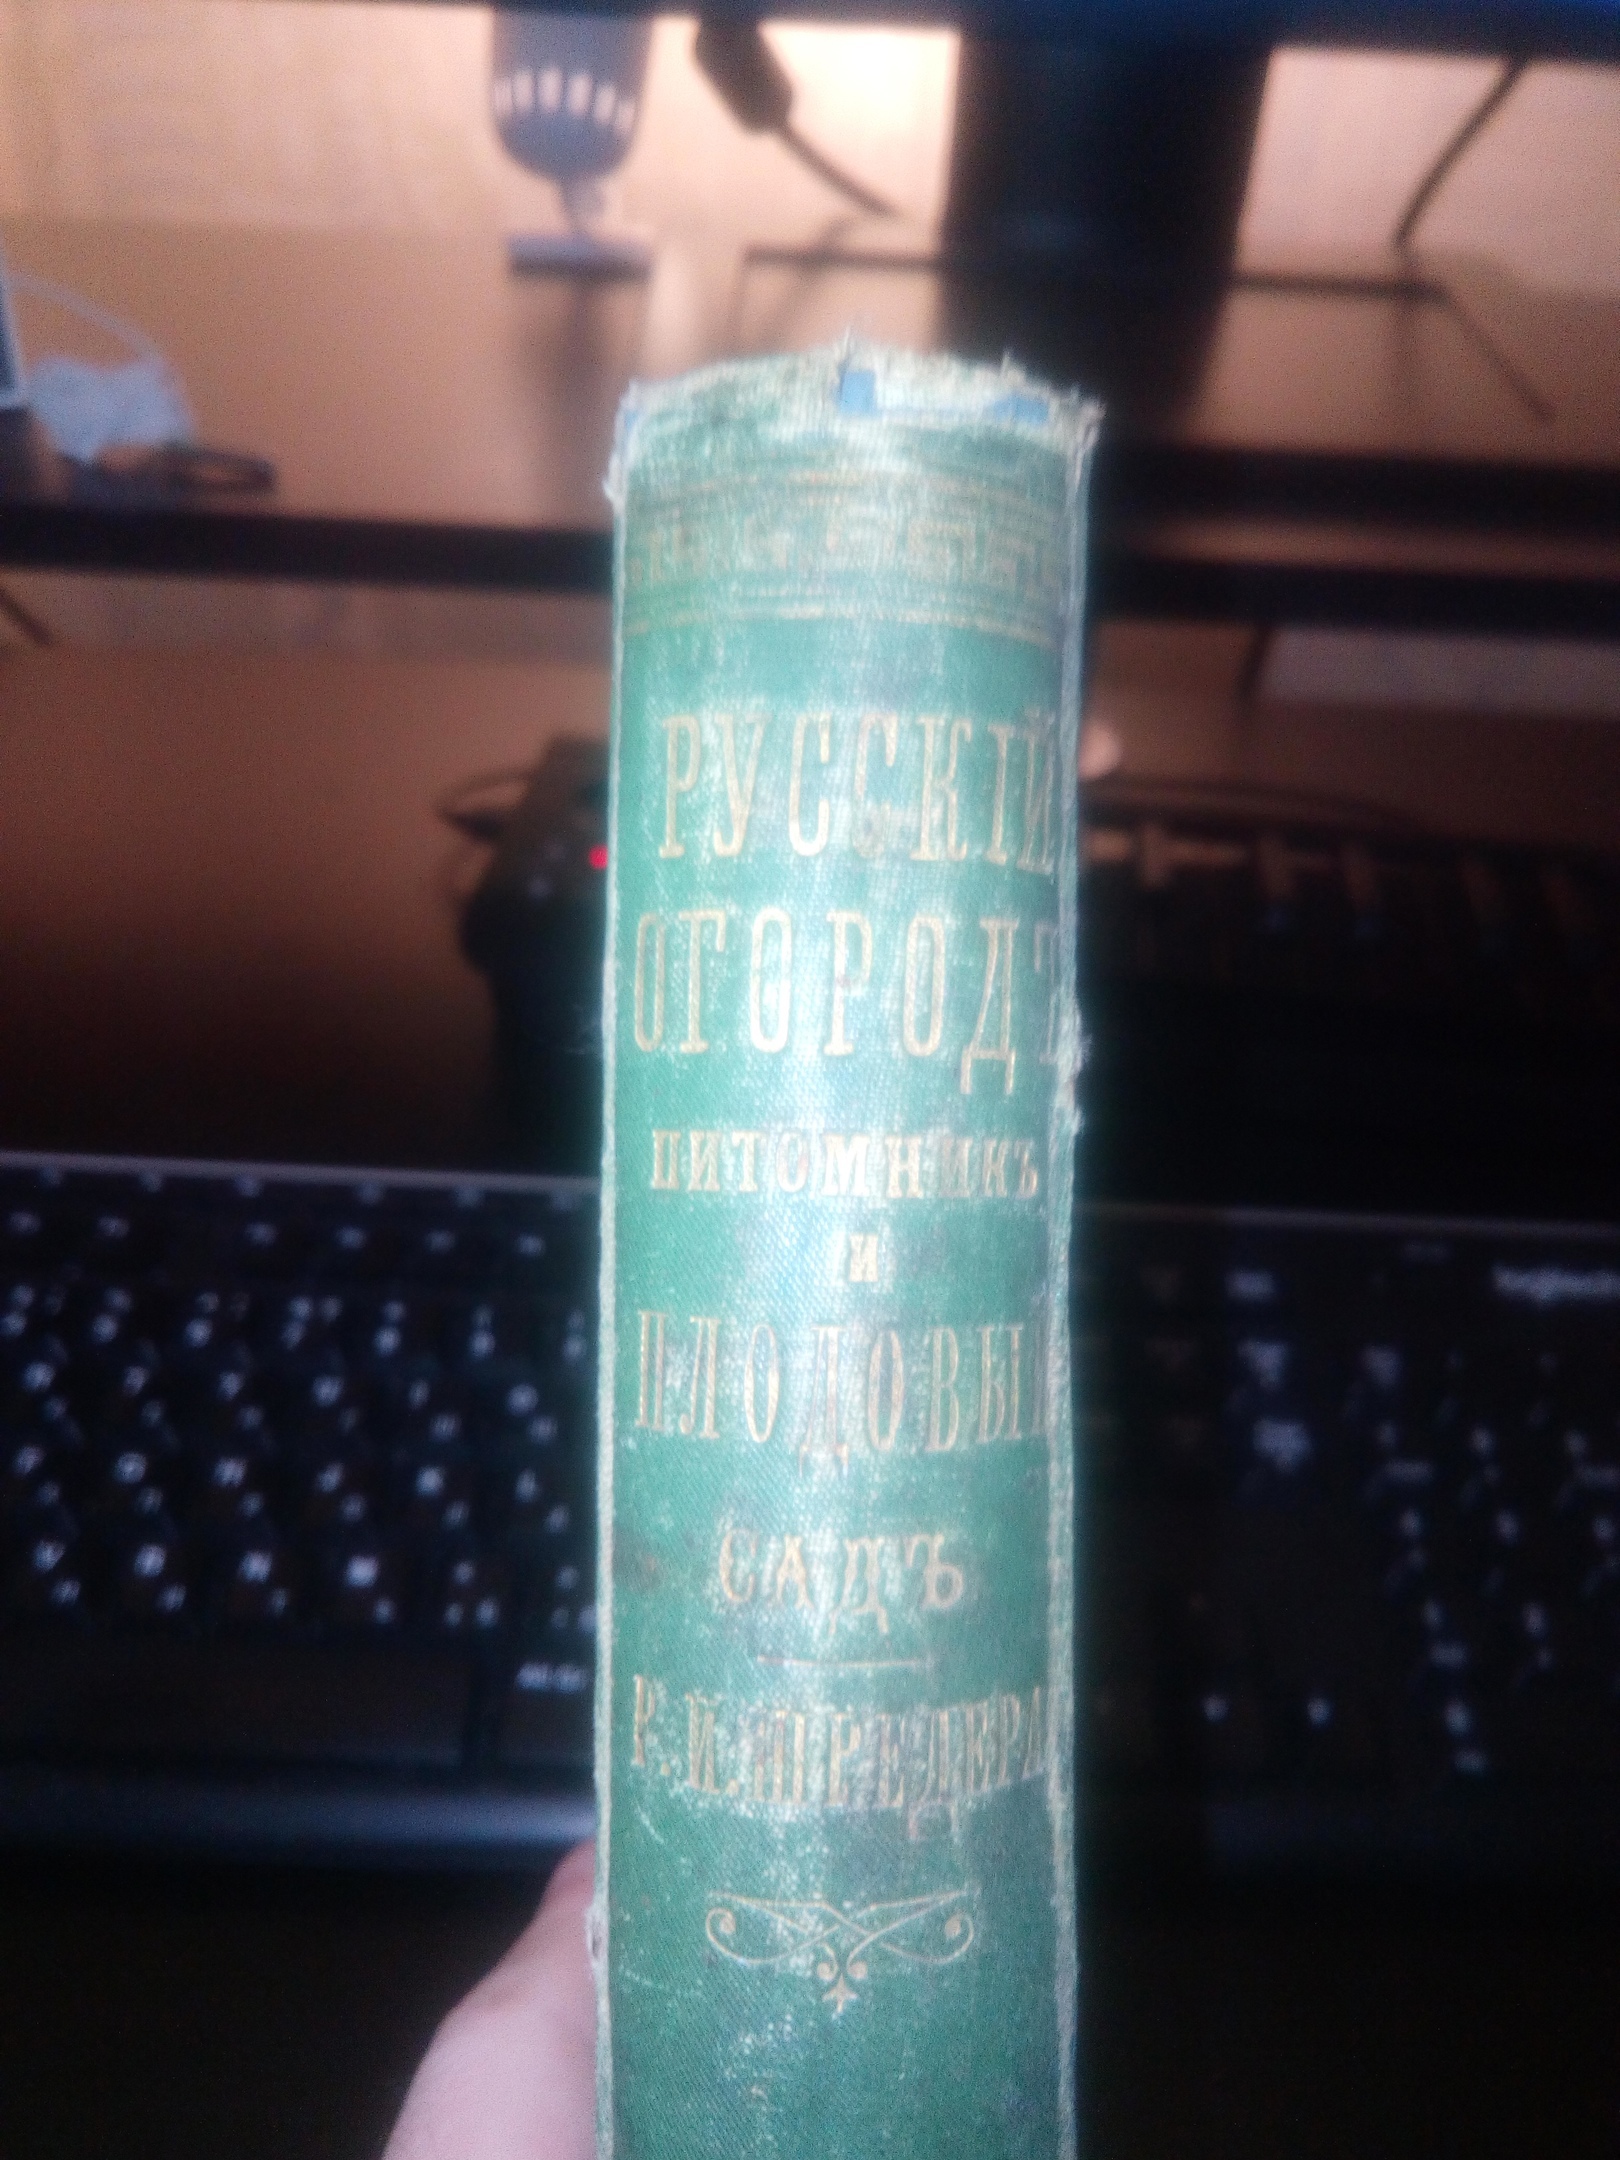 РУССКІЙ
ОГОРОДЪ
ПИТОМНИКЪ
И
ПЛОДОВЫЙ
САДЪ
Р. И. ШРЕДЕРА